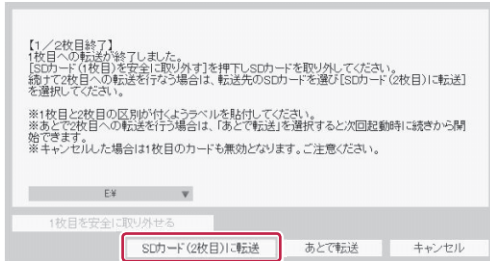 【1／2枚目終了】
1枚目への転送が終了しました。
[SDカード(1枚目)を安全に取り外す]を押下しSDカードを取り外してください。
続けて2枚目への転送を行なう場合は、転送先のSDカードを選び[SDカード(2枚目)に転送]
を選択してください。
※1枚目と2枚目の区別が付くようラベルを貼付してください。
※あとで2枚目への転送を行う場合は、「あとで転送」を選択すると次回起動時に続きから開
始できます。
※キャンセルした場合は1枚目のカードも無効となります。ご注意ください。
E¥
1枚目を安全に取り外せる
SDカード(2枚目)に転送
あとで転送
キャンセル